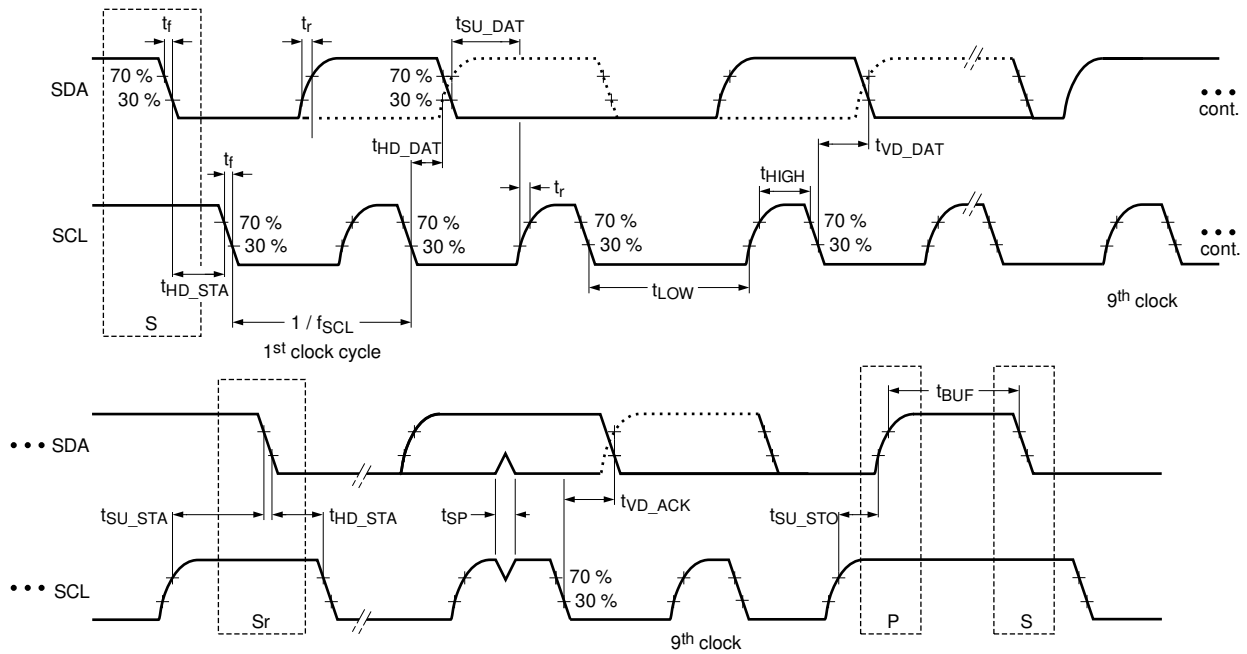 tf tr tSU_DAT
70 % 70 %
SDA
30 % 30 %
cont.
tf tHD_DAT tr tHIGH tVD_DAT
70 % 70 % 70 % 70 %
SCL
30 % 30 % 30 % 30 %
cont.
tHD_STA tLOW 9th clock
S 1 / fSCL
1st clock cycle
tBUF
••• SDA
tSU_STA tHD_STA tSP tVD_ACK tSU_STO
70 %
••• SCL
30 %
Sr 9th clock P S